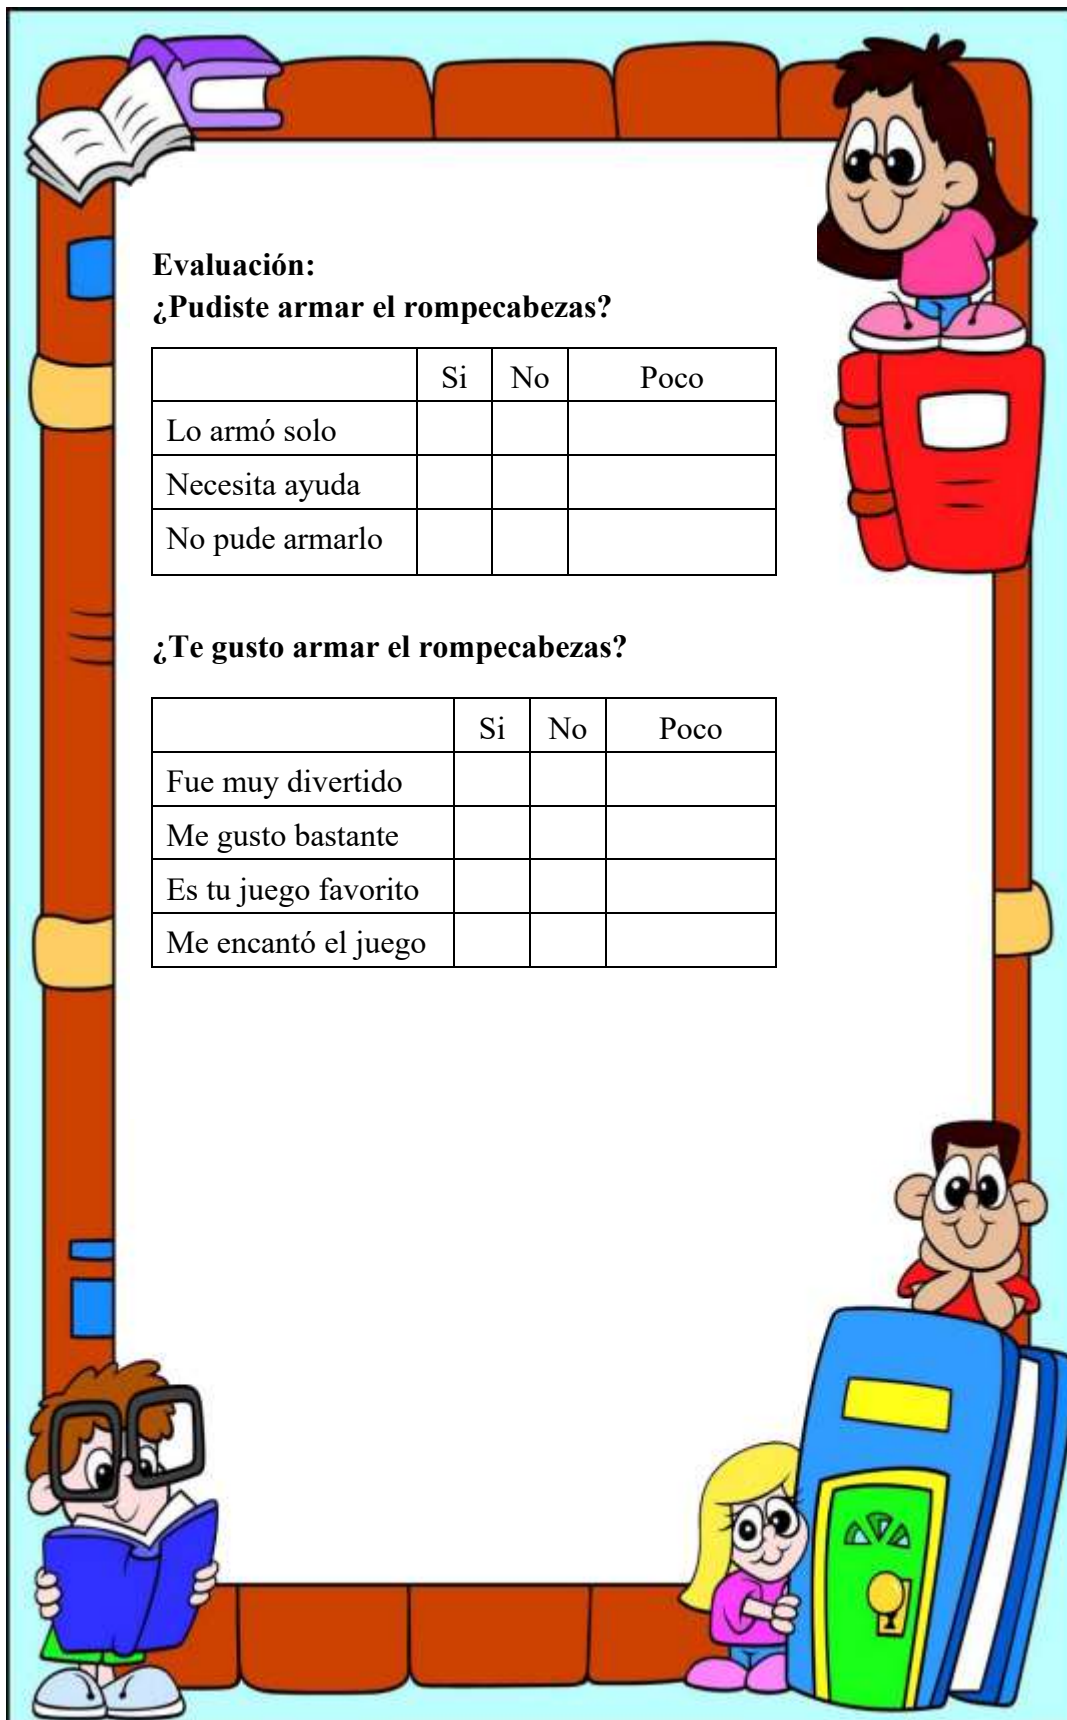 Evaluación:
¿Pudiste armar el rompecabezas?
Si No Poco
Lo armó solo
Necesita ayuda
No pude armarlo
¿Te gusto armar el rompecabezas?
Si No Poco
Fue muy divertido
Me gusto bastante
Es tu juego favorito
Me encantó el juego